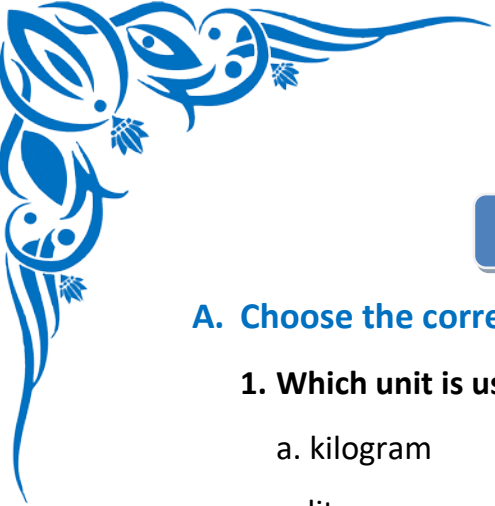 A. Choose the corre
1. Which unit is us
a. kilogram